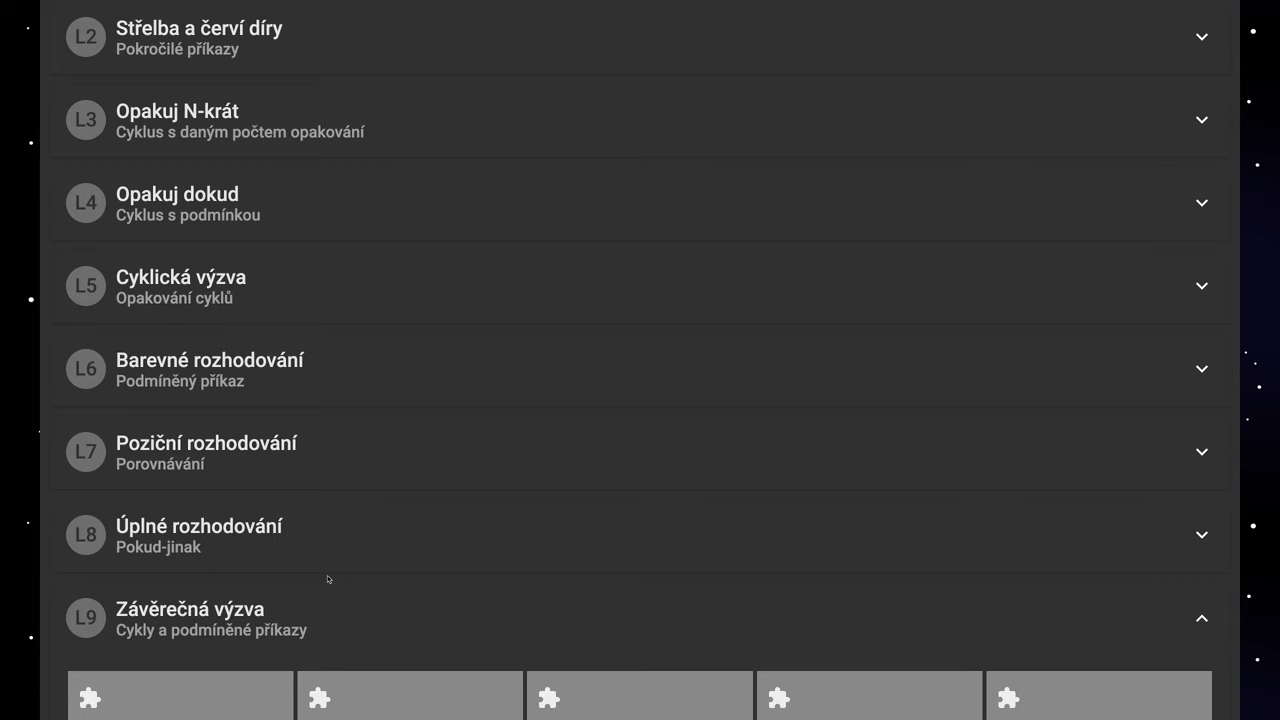 L2
Střelba a červí díry
Pokročilé příkazy
L3
Opakuj N-krát
Cyklus s daným počtem opakování
L4
Opakuj dokud
Cyklus s podmínkou
L5
Cyklická výzva
Opakování cyklů
L6
Barevné rozhodování
Podmíněný příkaz
L7
Poziční rozhodování
Porovnávání
L8
Úplné rozhodování
Pokud-jinak
L9
Závěrečná výzva
Cykly a podmíněné příkazy